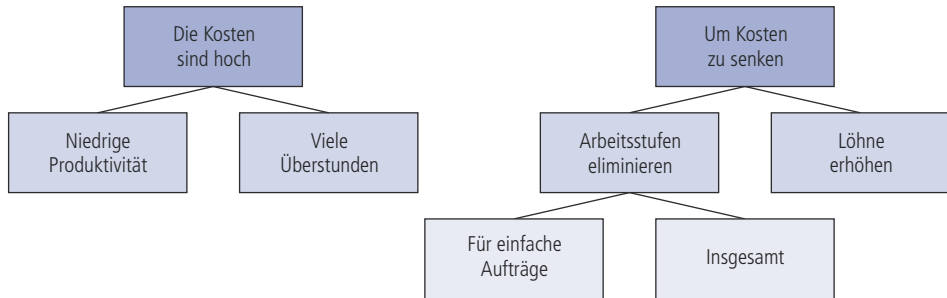 Die Kosten
sind hoch
Um Kosten
zu senken
Niedrige
Produktivität
Viele
Überstunden
Arbeitsstufen
eliminieren
Löhne
erhöhen
Für einfache
Aufträge
Insgesamt